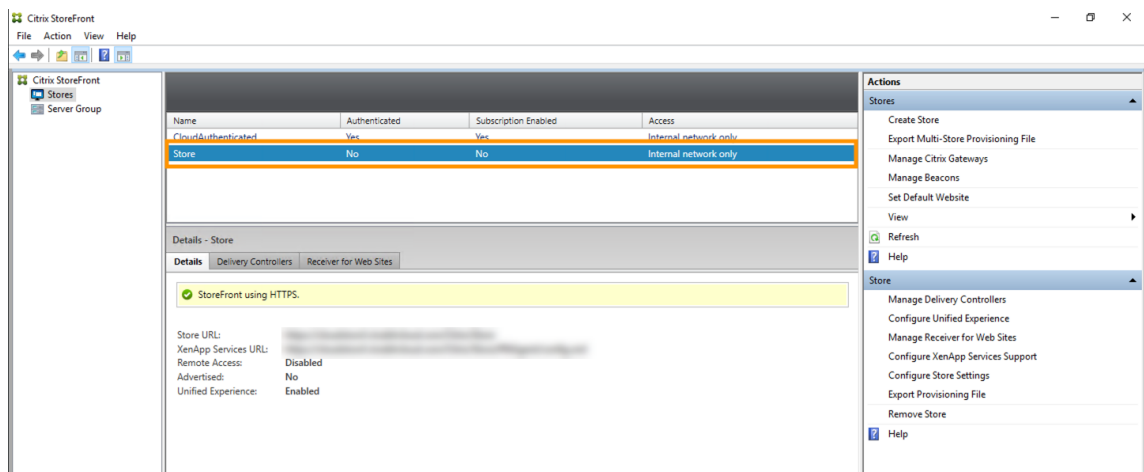 Citrix StoreFront
File Action View Help
Citrix StoreFront
Stores
Server Group
Name Authenticated Subscription Enabled Access
CloudAuthenticated Yes Yes Internal network only
Store No No Internal network only
Details - Store
Details Delivery Controllers Receiver for Web Sites
StoreFront using HTTPS.
Store URL:
XenApp Services URL:
Remote Access: Disabled
Advertised: No
Unified Experience: Enabled
Actions
Stores
Create Store
Export Multi-Store Provisioning File
Manage Citrix Gateways
Manage Beacons
Set Default Website
View
Refresh
Help
Store
Manage Delivery Controllers
Configure Unified Experience
Manage Receiver for Web Sites
Configure XenApp Services Support
Configure Store Settings
Export Provisioning File
Remove Store
Help